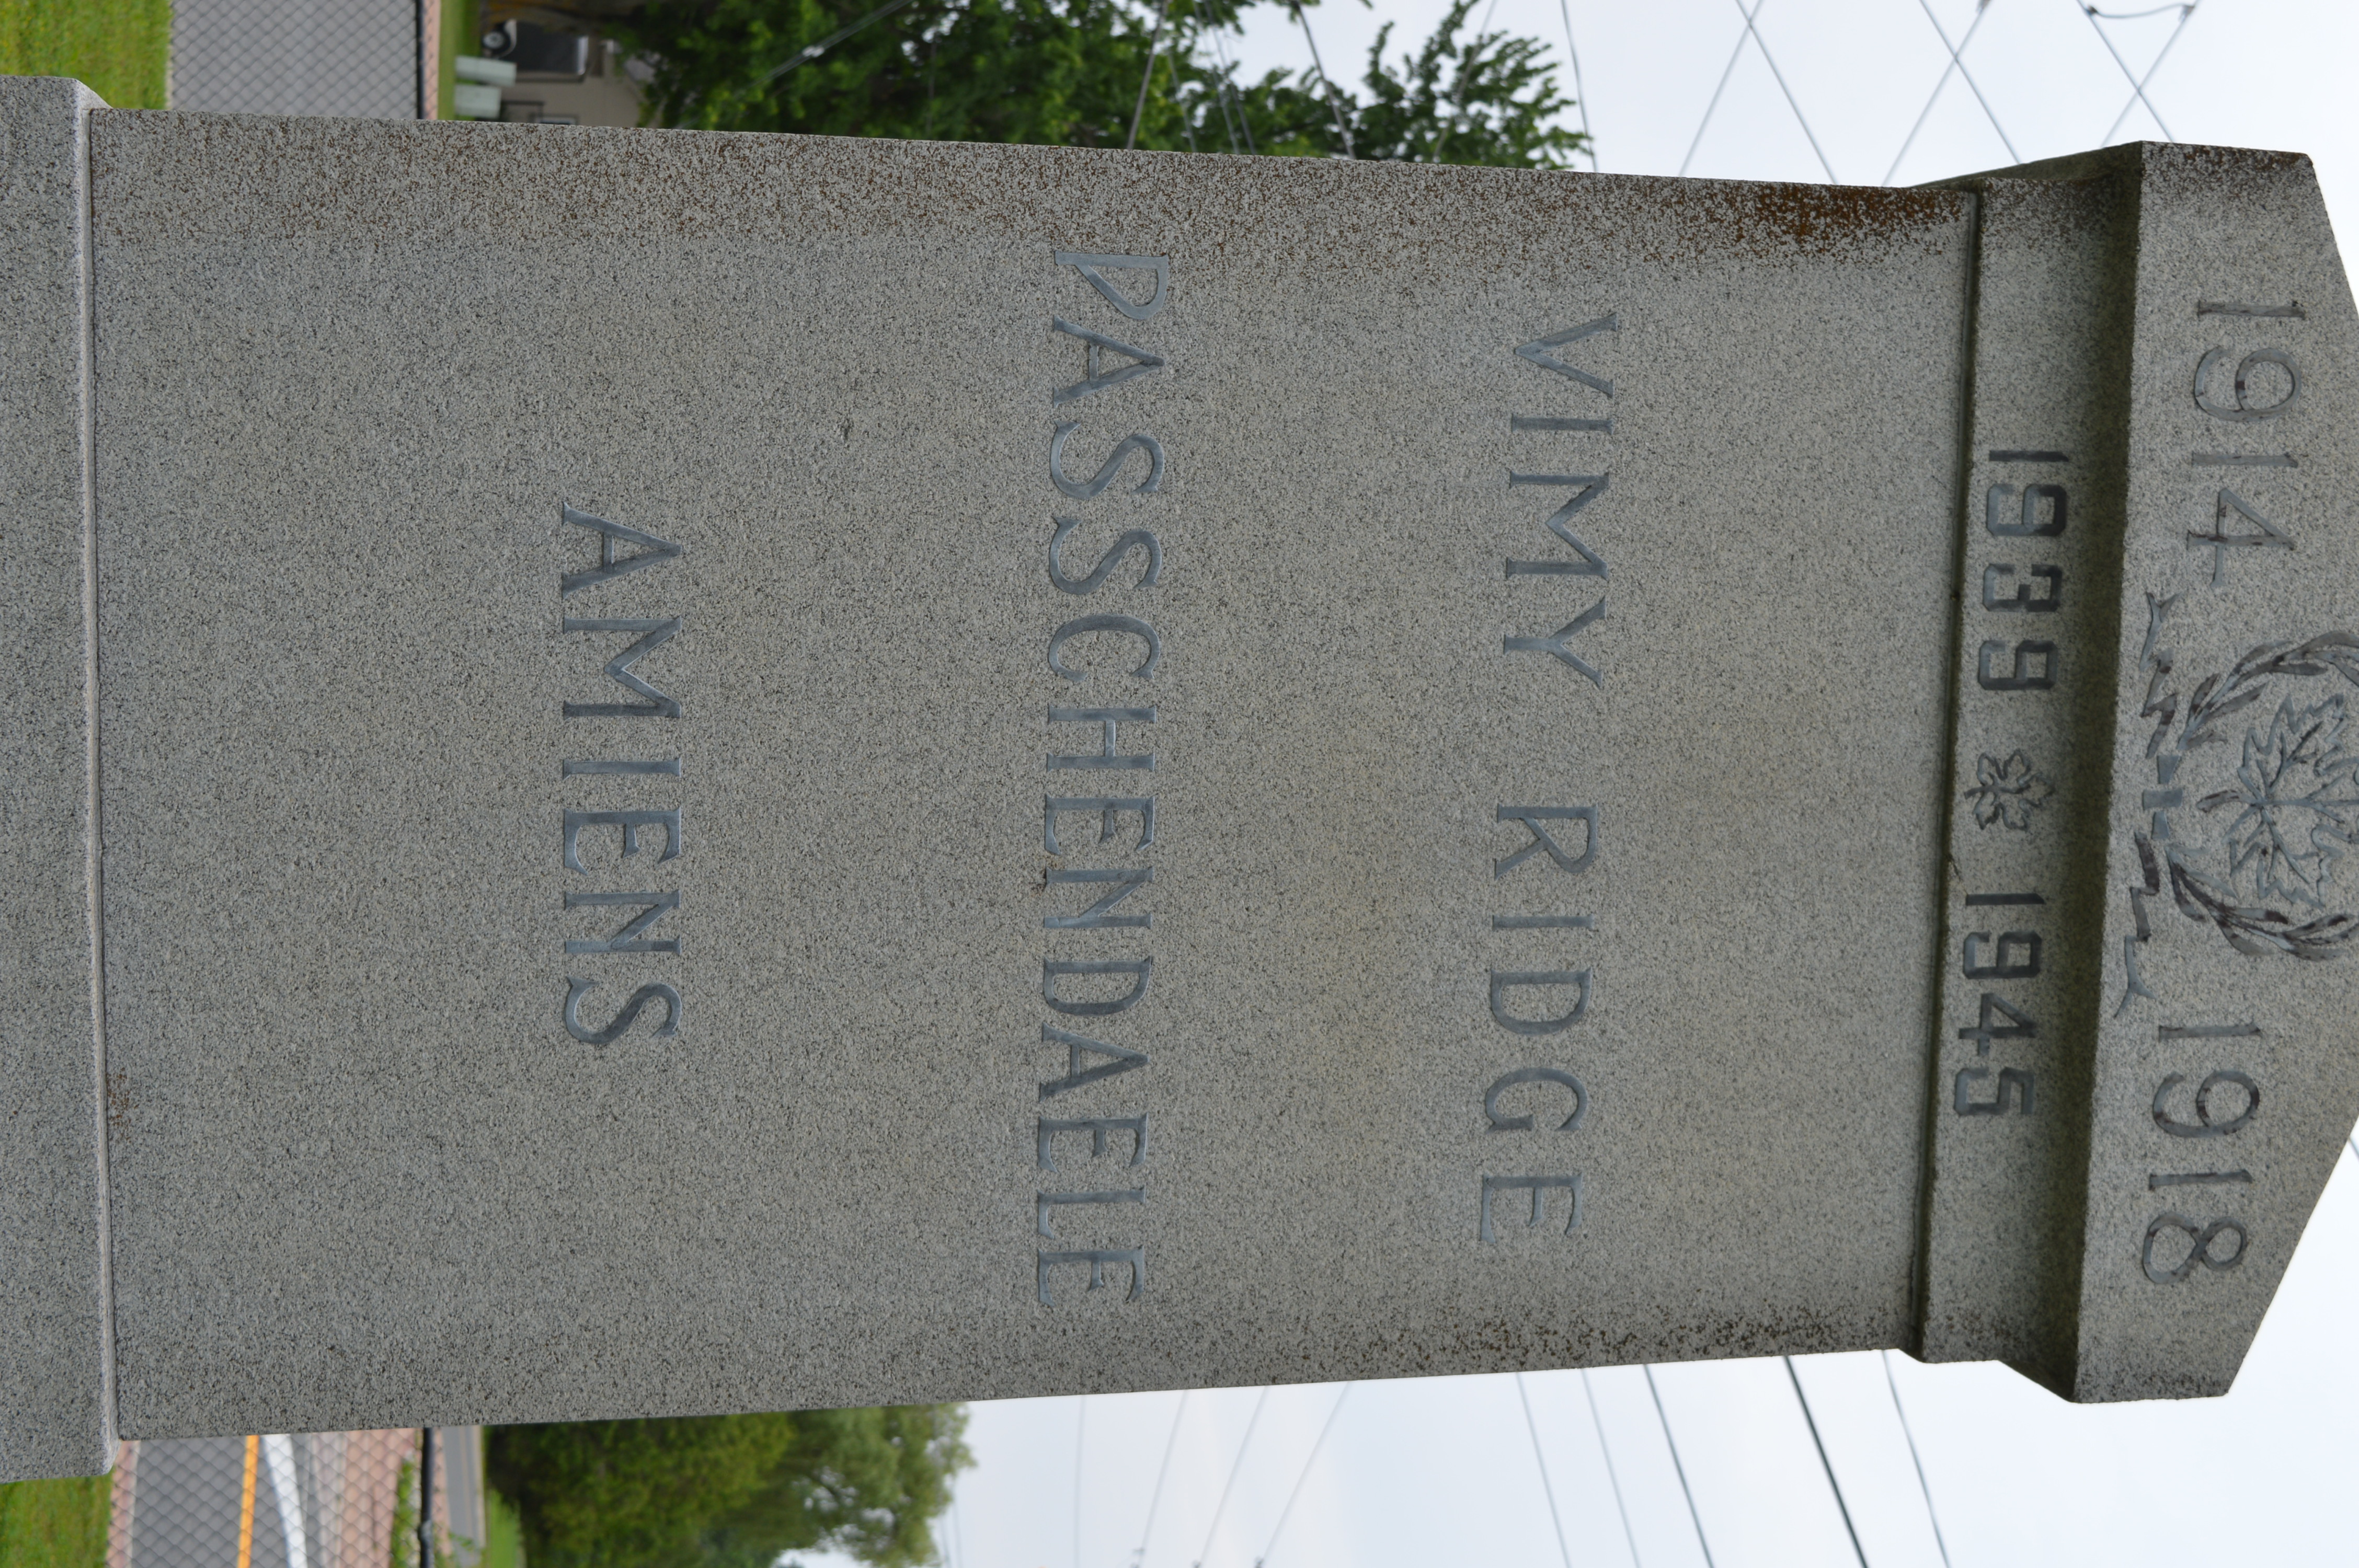 1914 1918
1939 1945
VIMY RIDGE
PASSCHENDAELE
AMIENS